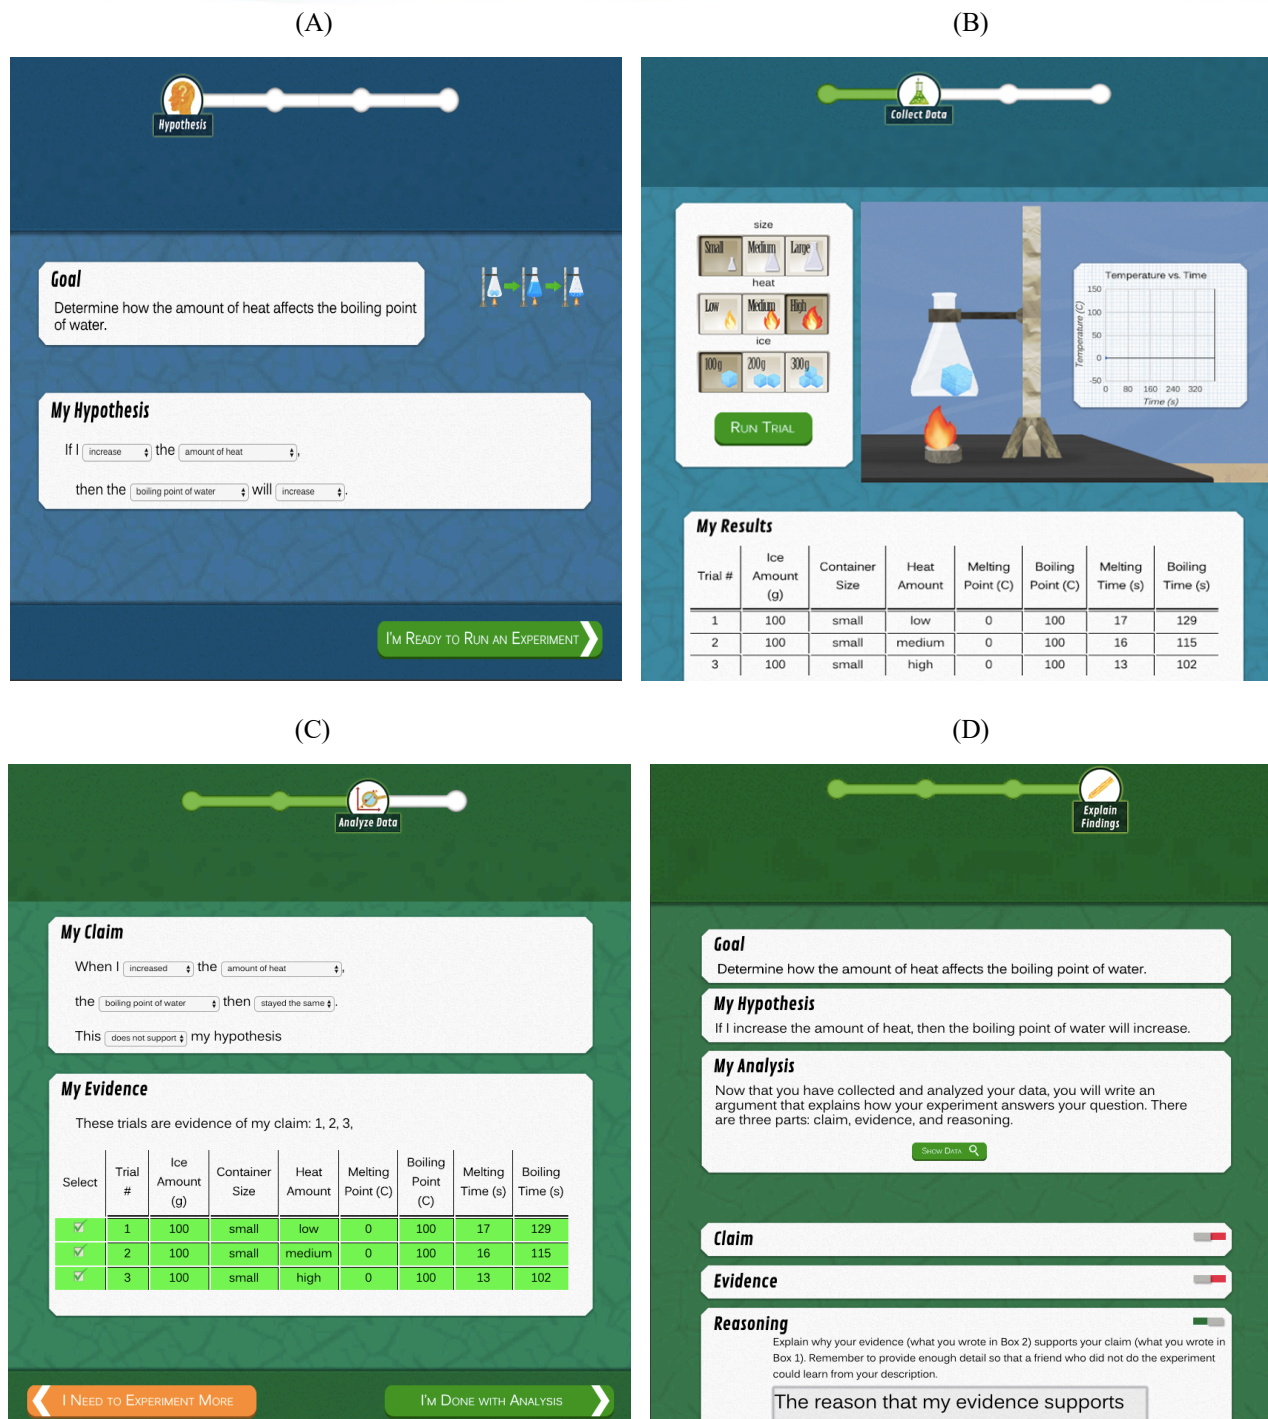 (A)
Hypothesis
Goal
Determine how the amount of heat affects the boiling point
of water.
My Hypothesis
If I increase the amount of heat,
then the boiling point of water will increase.
I'm Ready to Run an Experiment
(B)
Collect Data
size
Small Medium Large
heat
Low Medium High
ice
100g 200g 300g
Run Trial
Temperature vs. Time
Temperature (C)
150
100
50
0
-50
0 80 160 240 320
Time (s)
My Results
Trial # Ice Amount (g) Container Size Heat Amount Melting Point (C) Boiling Point (C) Melting Time (s) Boiling Time (s)
1 100 small low 0 100 17 129
2 100 small medium 0 100 16 115
3 100 small high 0 100 13 102
(C)
Analyze Data
My Claim
When I increased the amount of heat,
the boiling point of water then stayed the same.
This does not support my hypothesis
My Evidence
These trials are evidence of my claim: 1, 2, 3,
Select Trial # Ice Amount (g) Container Size Heat Amount Melting Point (C) Boiling Point (C) Melting Time (s) Boiling Time (s)
1 100 small low 0 100 17 129
2 100 small medium 0 100 16 115
3 100 small high 0 100 13 102
I Need to Experiment More
I'm Done with Analysis
(D)
Explain
Findings
Goal
Determine how the amount of heat affects the boiling point of water.
My Hypothesis
If I increase the amount of heat, then the boiling point of water will increase.
My Analysis
Now that you have collected and analyzed your data, you will write an
argument that explains how your experiment answers your question. There
are three parts: claim, evidence, and reasoning.
Show Data
Claim
Evidence
Reasoning
Explain why your evidence (what you wrote in Box 2) supports your claim (what you wrote in
Box 1). Remember to provide enough detail so that a friend who did not do the experiment
could learn from your description.
The reason that my evidence supports